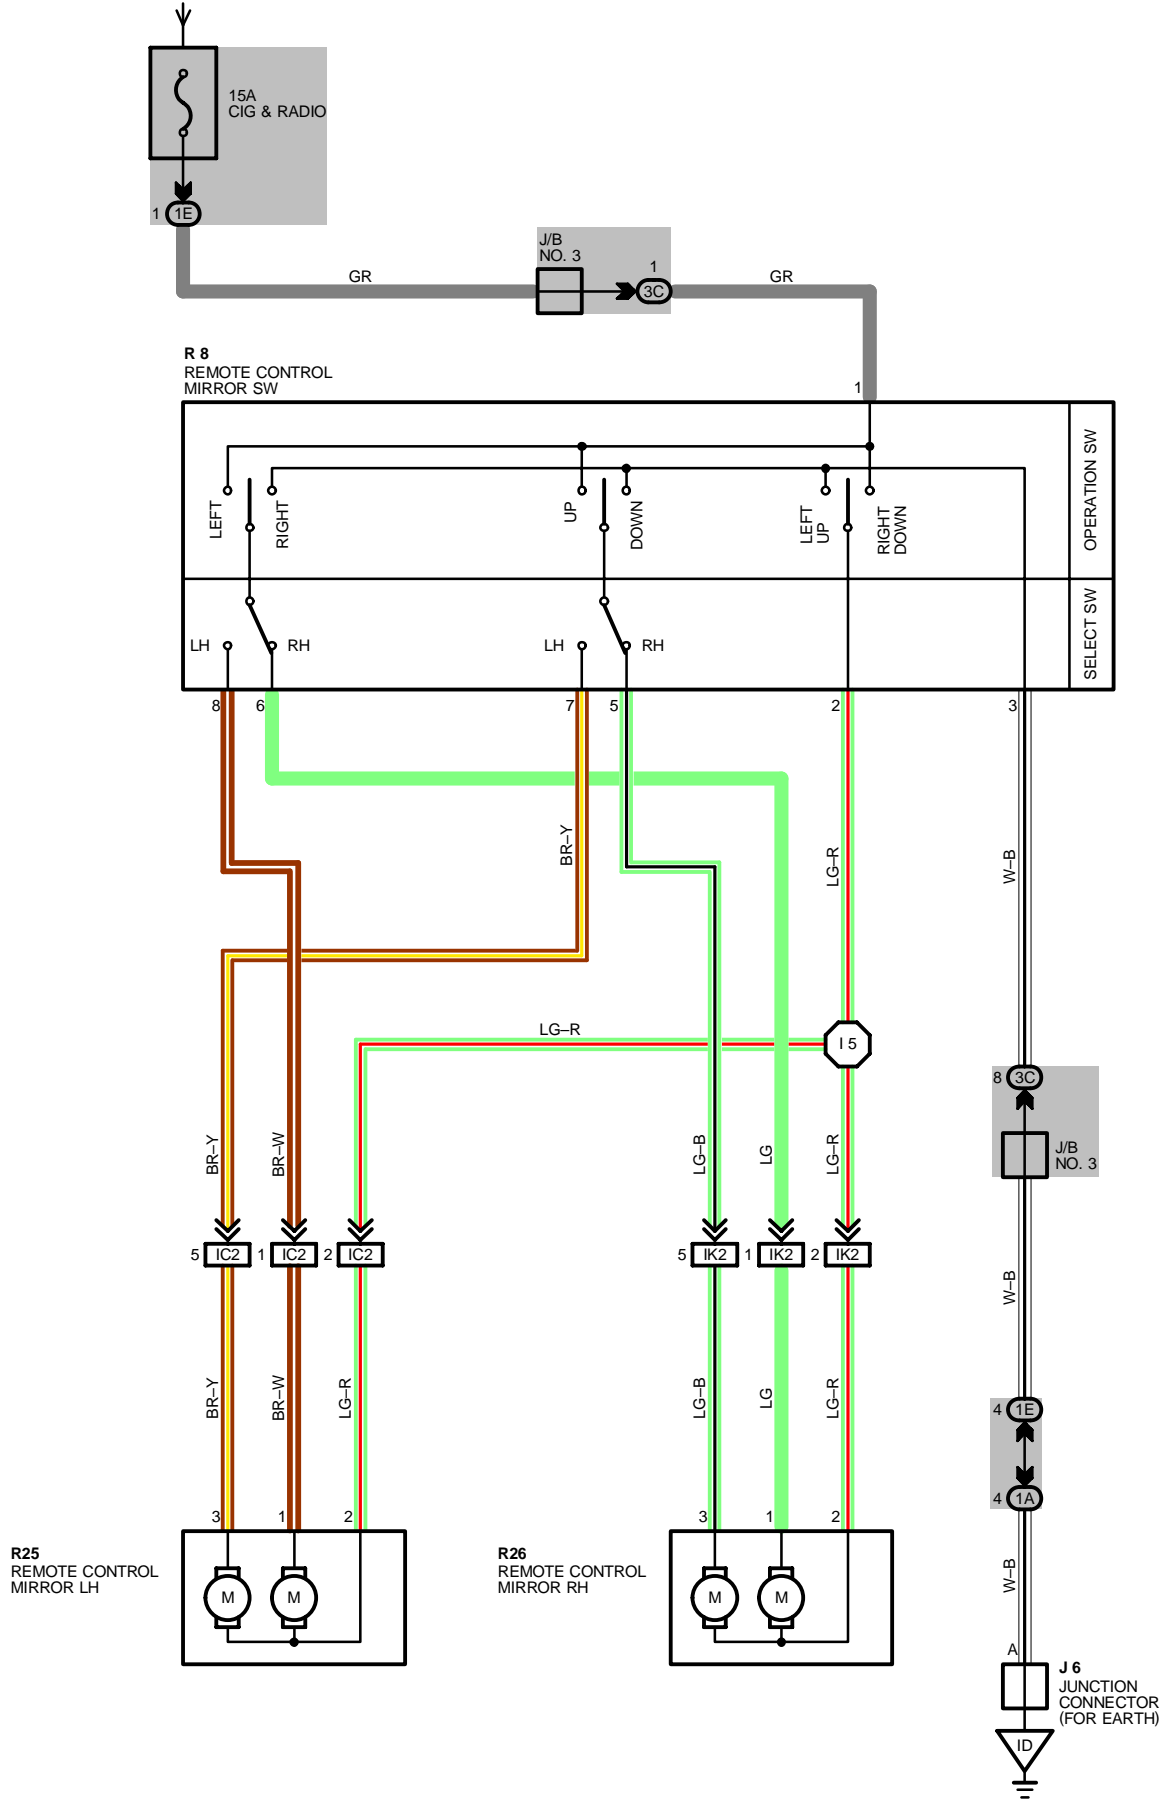 15A
CIG & RADIO
1 1E
J/B
NO. 3
1
3C
GR
GR
R 8
REMOTE CONTROL
MIRROR SW
1
LEFT
RIGHT
UP
DOWN
LEFT
UP
RIGHT
DOWN
OPERATION SW
LH
RH
LH
RH
SELECT SW
8
6
7
5
2
3
BR–Y
LG–R
W–B
LG–R
I 5
8 3C
J/B
NO. 3
BR–Y
BR–W
LG–B
LG
LG–R
5 IC2
1 IC2
2 IC2
5 IK2
1 IK2
2 IK2
W–B
BR–Y
BR–W
LG–R
LG–B
LG
LG–R
4 1E
4 1A
3
1
2
3
1
2
R25
REMOTE CONTROL
MIRROR LH
M
M
R26
REMOTE CONTROL
MIRROR RH
M
M
W–B
A
J 6
JUNCTION
CONNECTOR
(FOR EARTH)
ID